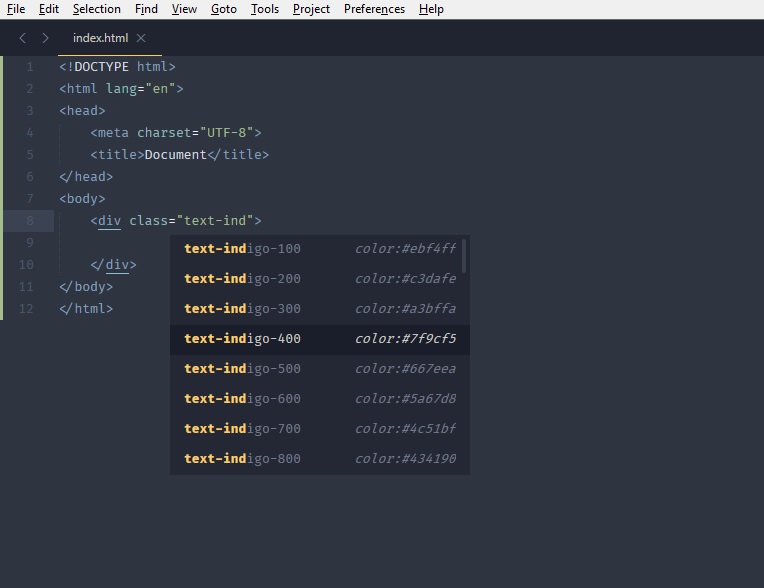 File Edit Selection Find View Goto Tools Project Preferences Help
index.html
1 <!DOCTYPE html>
2 <html lang="en">
3 <head>
4 <meta charset="UTF-8">
5 <title>Document</title>
6 </head>
7 <body>
8 <div class="text-ind">
9
10 </div>
11 </body>
12 </html>
text-indigo-100 color:#ebf4ff
text-indigo-200 color:#c3dafe
text-indigo-300 color:#a3bffa
text-indigo-400 color:#7f9cf5
text-indigo-500 color:#667eea
text-indigo-600 color:#5a67d8
text-indigo-700 color:#4c51bf
text-indigo-800 color:#434190